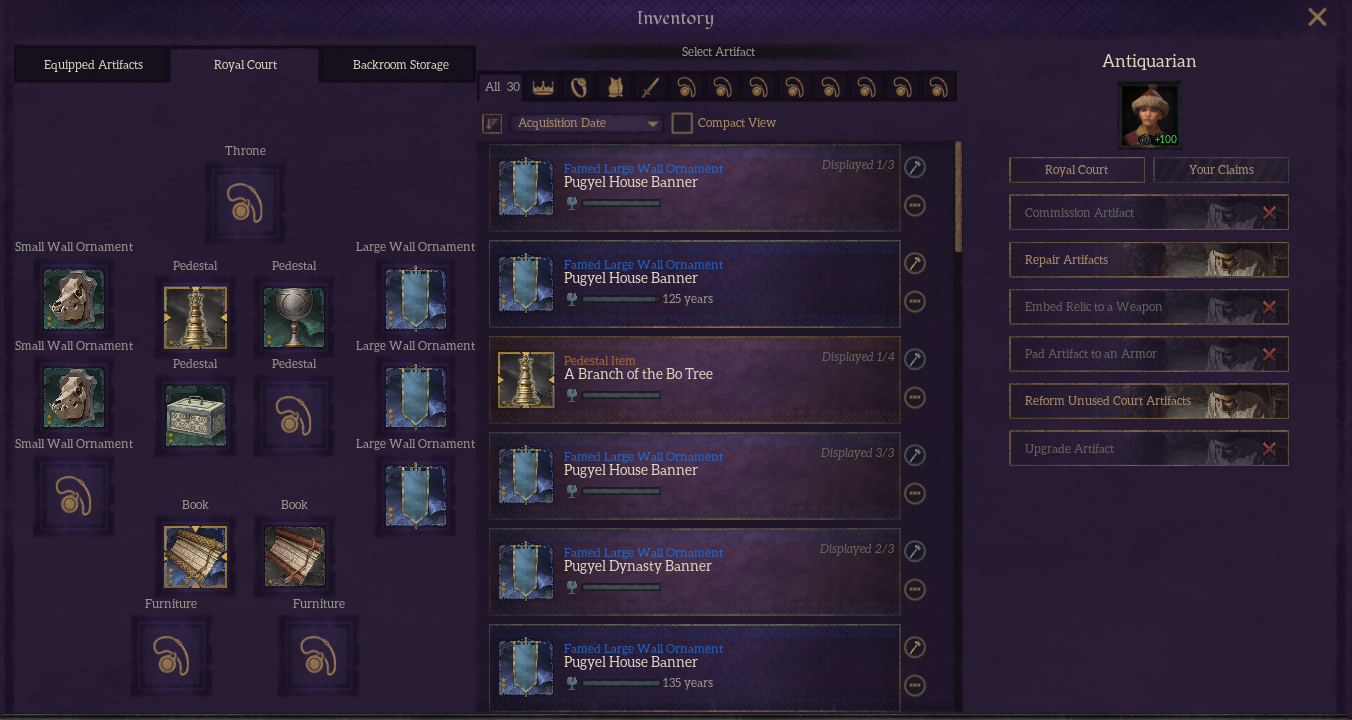 Inventory
Equipped Artifacts
Royal Court
Backroom Storage
Throne
Small Wall Ornament
Large Wall Ornament
Pedestal
Pedestal
Small Wall Ornament
Large Wall Ornament
Pedestal
Pedestal
Small Wall Ornament
Large Wall Ornament
Book
Book
Furniture
Furniture
Select Artifact
All 30
Acquisition Date
Compact View
Famed Large Wall Ornament
Displayed 1/3
Pugyel House Banner
Famed Large Wall Ornament
Pugyel House Banner
125 years
Pedestal Item
Displayed 1/4
A Branch of the Bo Tree
Famed Large Wall Ornament
Displayed 3/3
Pugyel House Banner
Famed Large Wall Ornament
Displayed 2/3
Pugyel Dynasty Banner
Famed Large Wall Ornament
Pugyel House Banner
135 years
Antiquarian
+100
Royal Court
Your Claims
Commission Artifact
Repair Artifacts
Embed Relic to a Weapon
Pad Artifact to an Armor
Reform Unused Court Artifacts
Upgrade Artifact